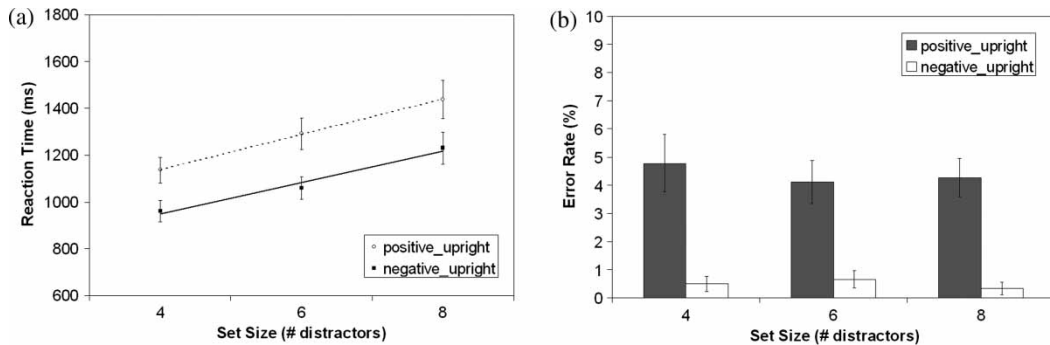 (a)
1800
1600
1400
1200
1000
800
600
Reaction Time (ms)
positive_upright
negative_upright
4 6 8
Set Size (# distractors)
(b)
10
9
8
7
6
5
4
3
2
1
0
Error Rate (%)
positive_upright
negative_upright
4 6 8
Set Size (# distractors)